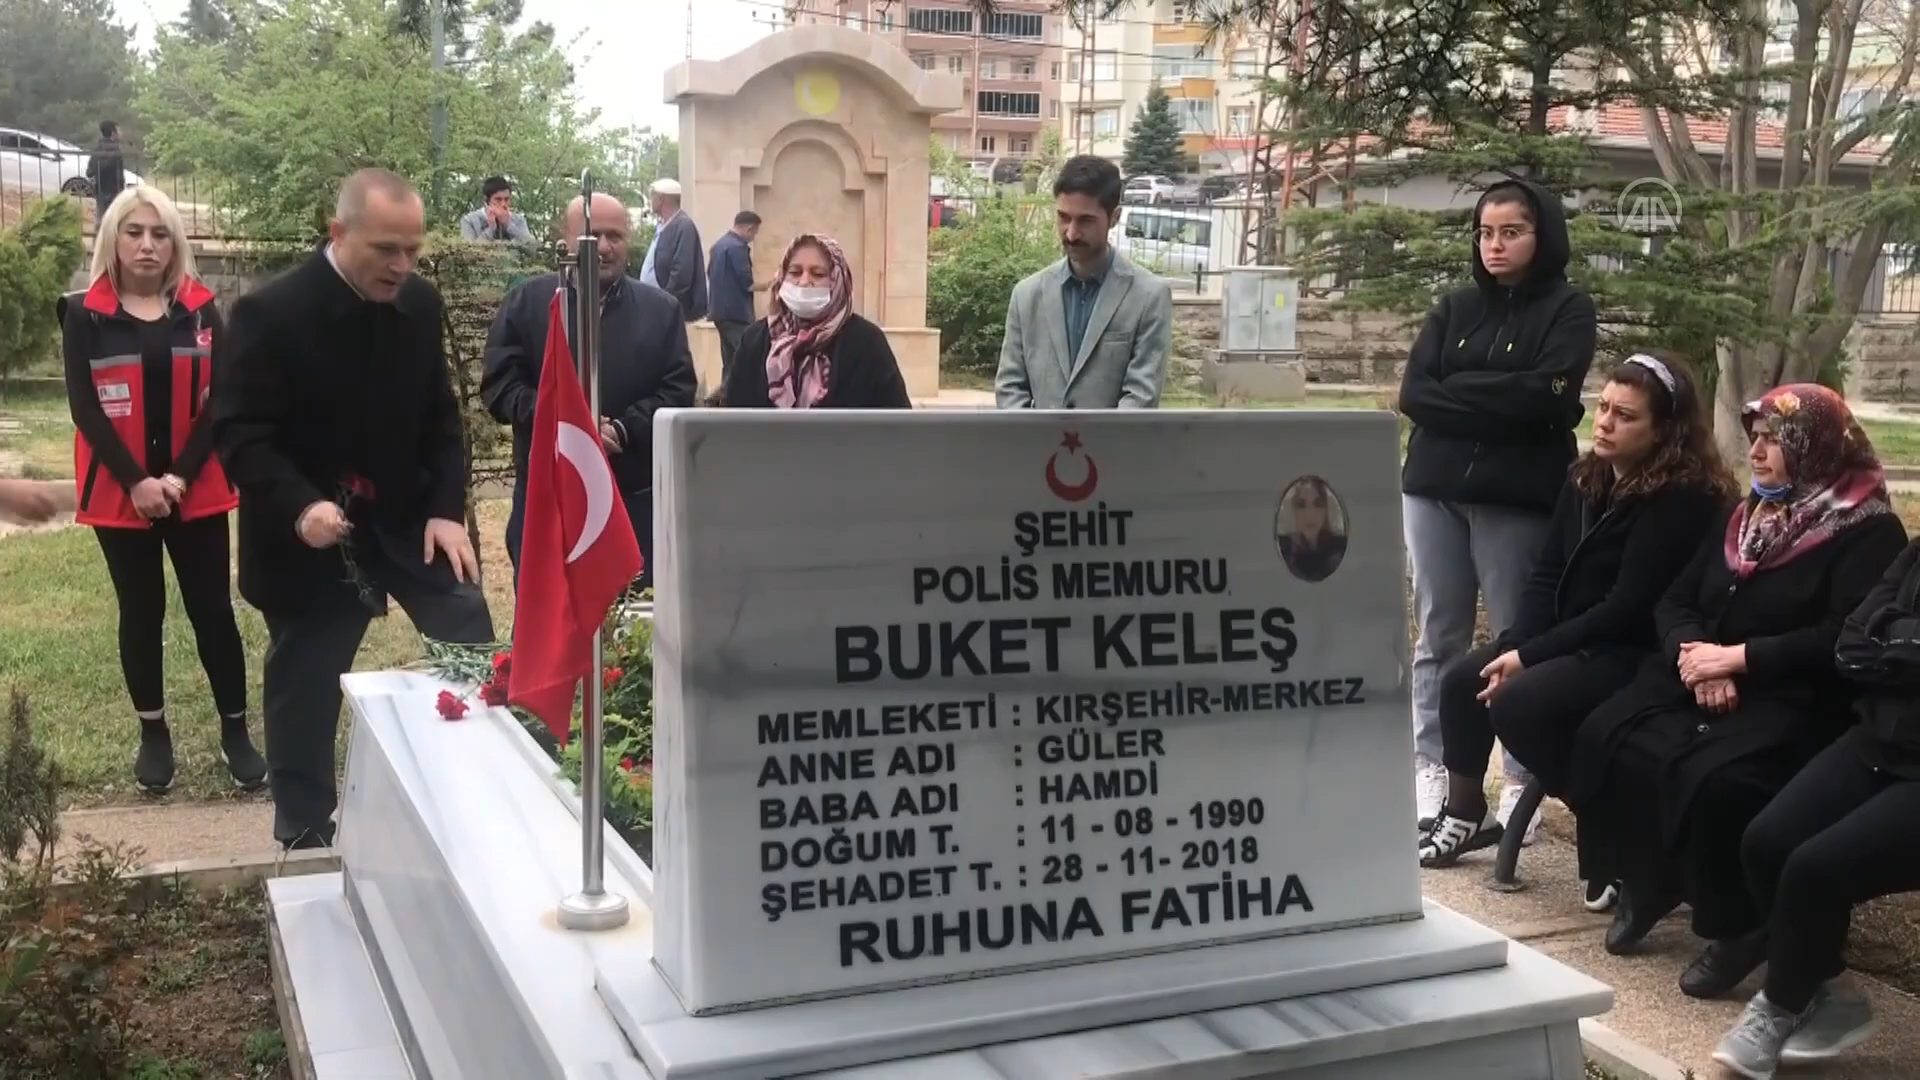 AA
ŞEHİT
POLİS MEMURU
BUKET KELEŞ
MEMLEKETİ : KIRŞEHİR-MERKEZ
ANNE ADI : GÜLER
BABA ADI : HAMDİ
DOĞUM T. : 11 - 08 - 1990
ŞEHADET T. : 28 - 11- 2018
RUHUNA FATİHA